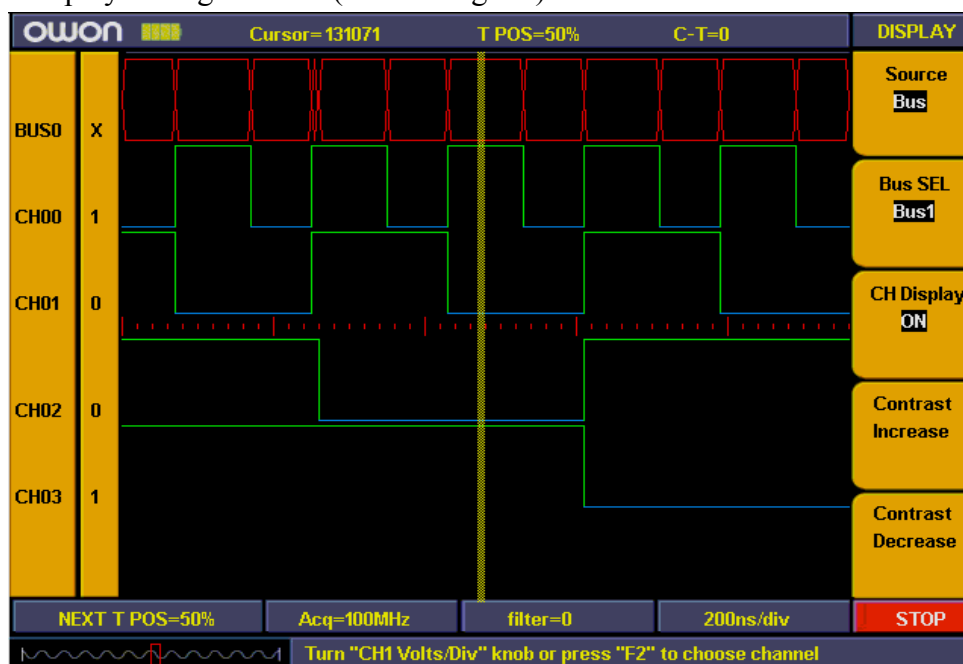 owon Cursor=131071 T POS=50% C-T=0 DISPLAY
Source
Bus
BUS0 X
Bus SEL
Bus1
CH00 1
CH Display
ON
CH01 0
Contrast
Increase
CH02 0
CH03 1
Contrast
Decrease
NEXT T POS=50% Acq=100MHz filter=0 200ns/div STOP
Turn "CH1 Volts/Div" knob or press "F2" to choose channel